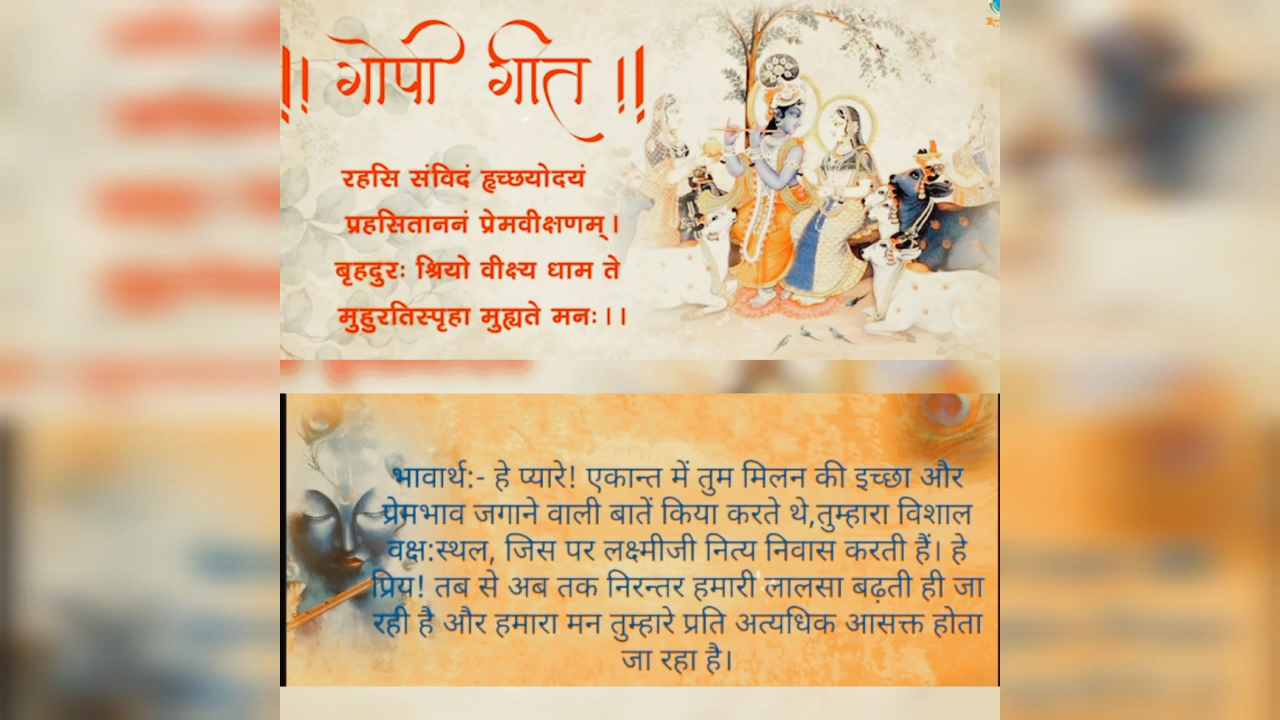 || गोपी गीत ||
रहसि संविदं हृच्छयोदयं
प्रहसिताननं प्रेमवीक्षणम्।
बृहदुरः श्रियो वीक्ष्य धाम ते
मुहुरतिस्पृहा मुह्यते मनः।।
भावार्थ:- हे प्यारे! एकान्त में तुम मिलन की इच्छा और
प्रेमभाव जगाने वाली बातें किया करते थे,तुम्हारा विशाल
वक्ष:स्थल, जिस पर लक्ष्मीजी नित्य निवास करती हैं। हे
प्रिय! तब से अब तक निरन्तर हमारी लालसा बढ़ती ही जा
रही है और हमारा मन तुम्हारे प्रति अत्यधिक आसक्त होता
जा रहा है।